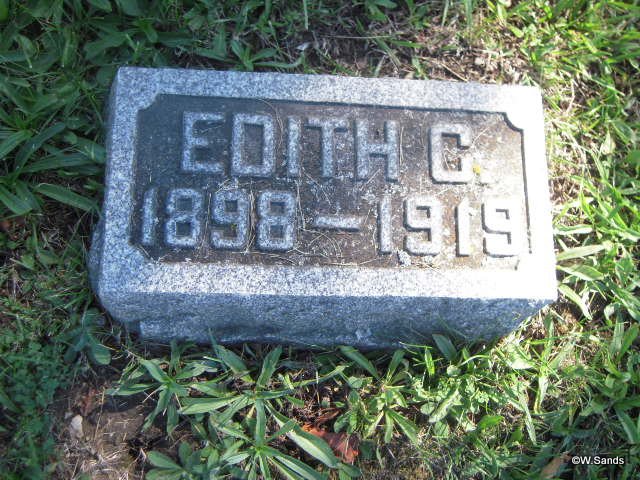 EDITH C.
1898 — 1919
©W.Sands